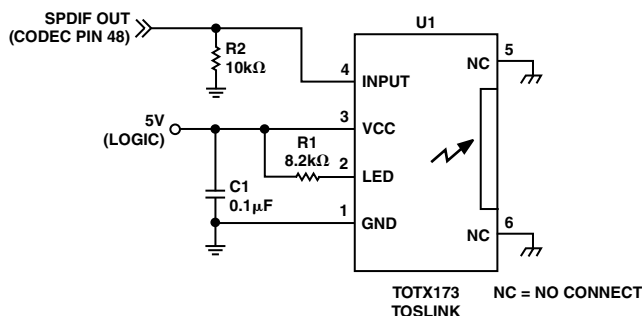 SPDIF OUT
(CODEC PIN 48)
R2
10kΩ
U1
4
INPUT
5
NC
5V
(LOGIC)
3
VCC
R1
8.2kΩ
2
LED
C1
0.1μF
1
GND
NC
6
TOTX173
TOSLINK
NC = NO CONNECT